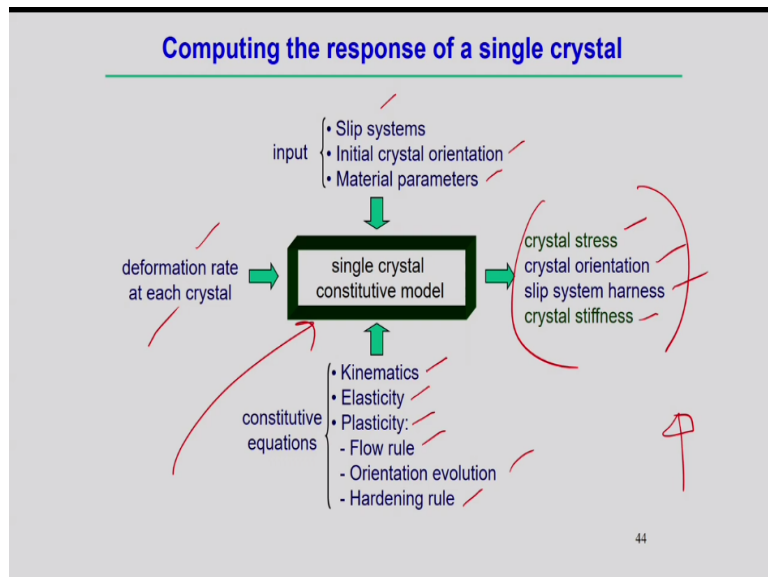 Computing the response of a single crystal
input
• Slip systems
• Initial crystal orientation
• Material parameters
deformation rate
at each crystal
single crystal
constitutive model
crystal stress
crystal orientation
slip system harness
crystal stiffness
constitutive
equations
• Kinematics
• Elasticity
• Plasticity:
- Flow rule
- Orientation evolution
- Hardening rule
44